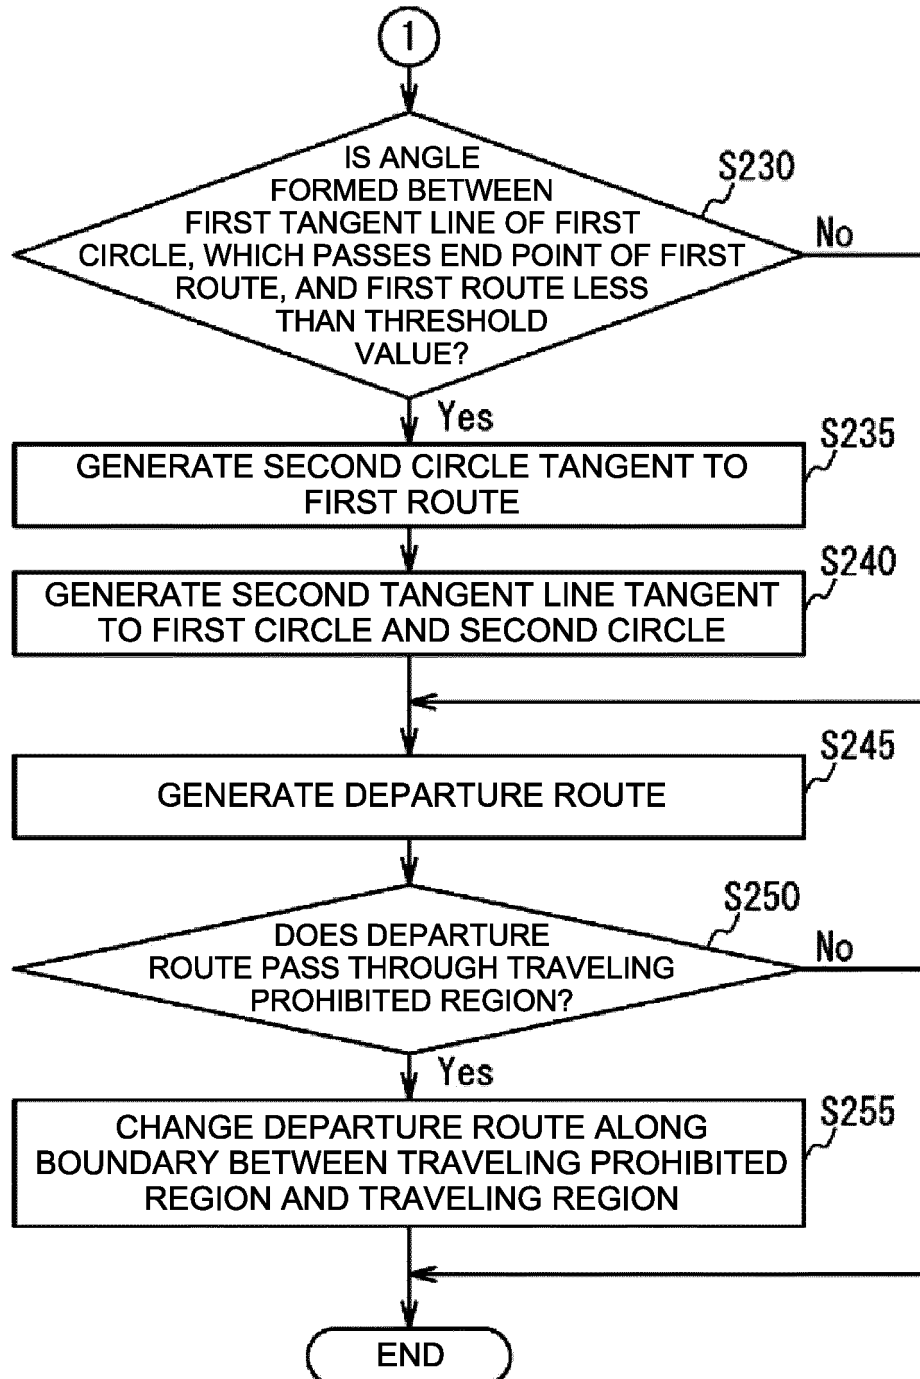 1
IS ANGLE
FORMED BETWEEN
FIRST TANGENT LINE OF FIRST
CIRCLE, WHICH PASSES END POINT OF FIRST
ROUTE, AND FIRST ROUTE LESS
THAN THRESHOLD
VALUE?
S230
No
Yes
S235
GENERATE SECOND CIRCLE TANGENT TO
FIRST ROUTE
S240
GENERATE SECOND TANGENT LINE TANGENT
TO FIRST CIRCLE AND SECOND CIRCLE
S245
GENERATE DEPARTURE ROUTE
S250
DOES DEPARTURE
ROUTE PASS THROUGH TRAVELING
PROHIBITED REGION?
No
Yes
S255
CHANGE DEPARTURE ROUTE ALONG
BOUNDARY BETWEEN TRAVELING PROHIBITED
REGION AND TRAVELING REGION
END